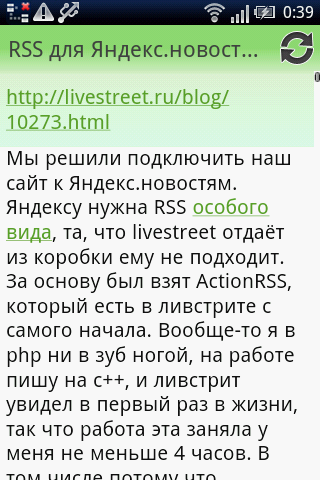 0:39
RSS для Яндекс.новост...
http://livestreet.ru/blog/
10273.html
Мы решили подключить наш
сайт к Яндекс.новостям.
Яндексу нужна RSS особого
вида, та, что livestreet отдаёт
из коробки ему не подходит.
За основу был взят ActionRSS,
который есть в ливстрите с
самого начала. Вообще-то я в
php ни в зуб ногой, на работе
пишу на c++, и ливстрит
увидел в первый раз в жизни,
так что работа эта заняла у
меня не меньше 4 часов. В
том числе потому что